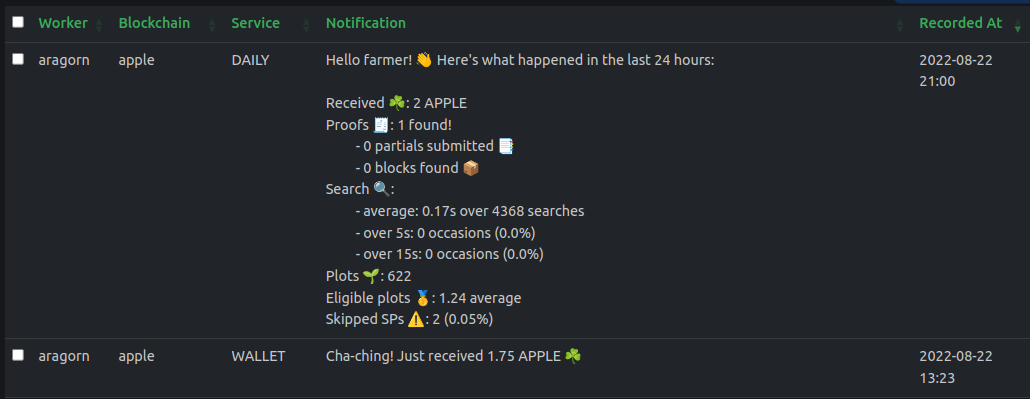 Worker Blockchain Service Notification Recorded At
aragorn apple DAILY Hello farmer! 👋 Here's what happened in the last 24 hours: 2022-08-22
21:00
Received ☘️: 2 APPLE
Proofs 🧾: 1 found!
- 0 partials submitted 📑
- 0 blocks found 📦
Search 🔍:
- average: 0.17s over 4368 searches
- over 5s: 0 occasions (0.0%)
- over 15s: 0 occasions (0.0%)
Plots 🌱: 622
Eligible plots 🥇: 1.24 average
Skipped SPs ⚠️: 2 (0.05%)
aragorn apple WALLET Cha-ching! Just received 1.75 APPLE ☘️ 2022-08-22
13:23